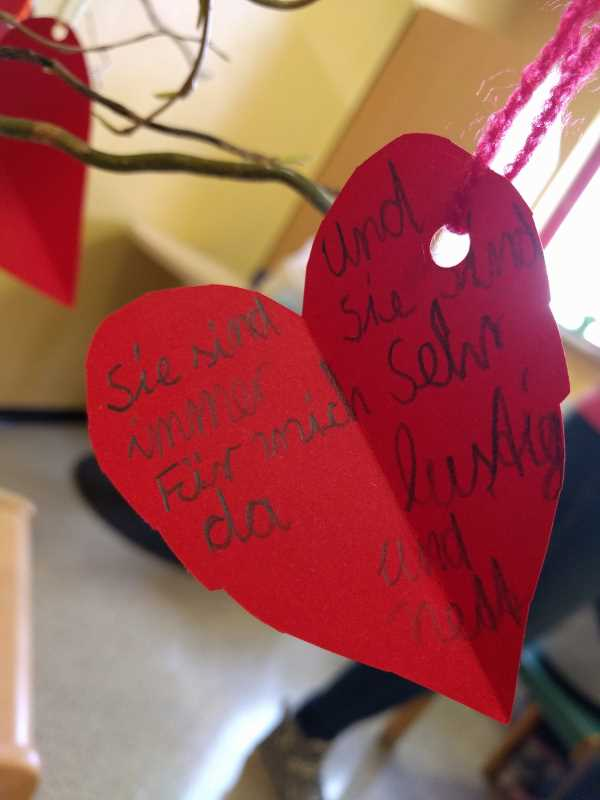 Sie sind
immer
Für mich
da
und
sie sind
sehr
lustig
und
nett